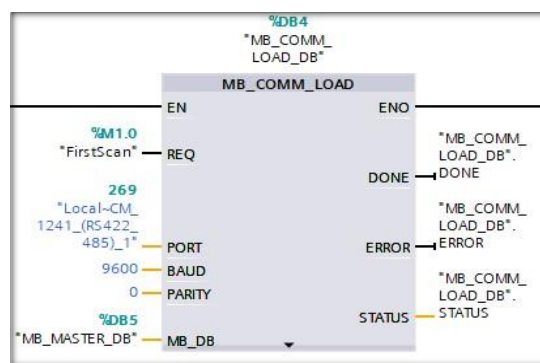 %DB4
"MB_COMM_
LOAD_DB"
MB_COMM_LOAD
EN
ENO
%M1.0
"FirstScan"
REQ
"MB_COMM_
LOAD_DB".
DONE
DONE
269
"Local~CM_
1241_(RS422_
485)_1"
PORT
"MB_COMM_
LOAD_DB".
ERROR
ERROR
9600
BAUD
0
PARITY
"MB_COMM_
LOAD_DB".
STATUS
STATUS
%DB5
"MB_MASTER_DB"
MB_DB